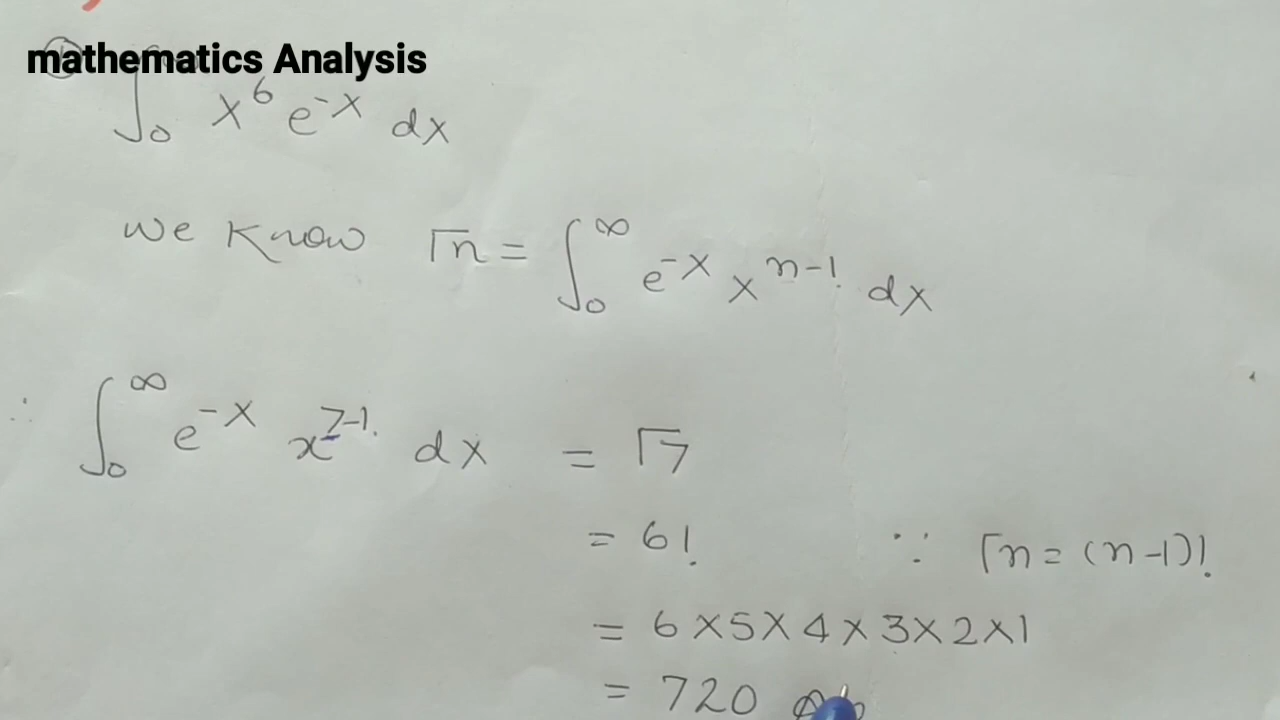 mathematics Analysis
∫₀ x⁶ e⁻ˣ dx
We know Γn = ∫₀^∞ e⁻ˣ xⁿ⁻¹ dx
∴ ∫₀^∞ e⁻ˣ x⁷⁻¹ dx = Γ7
= 6! ∵ Γn = (n-1)!
= 6×5×4×3×2×1
= 720